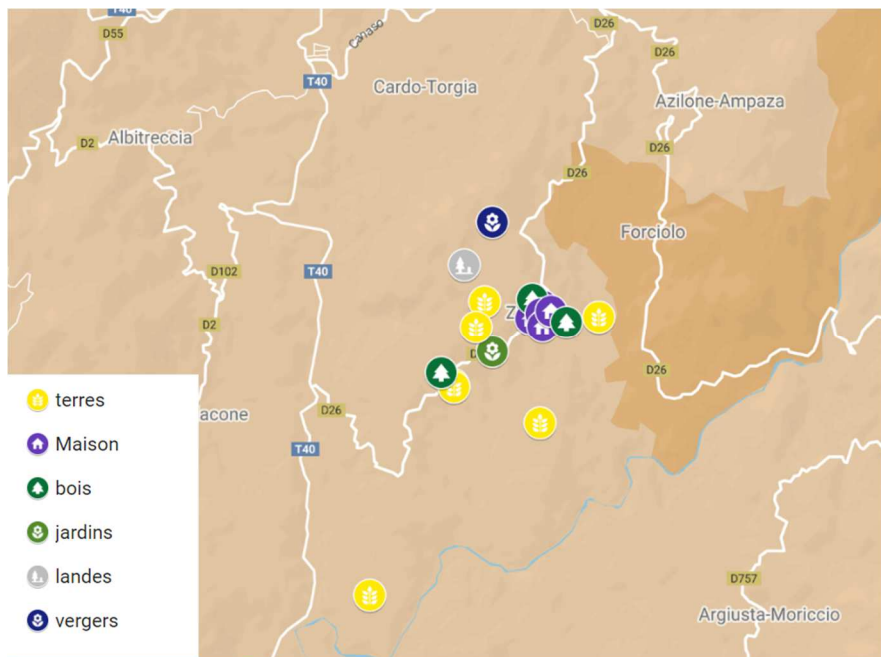 T40
D55
Canaso
T40
D26
D26
Cardo-Torgia
Azilone-Ampaza
Albitreccia
D2
D26
D26
Forciolo
D102
T40
D2
D26
D26
T40
terres
Maison
bois
jardins
landes
vergers
D757
Argiusta-Moriccio